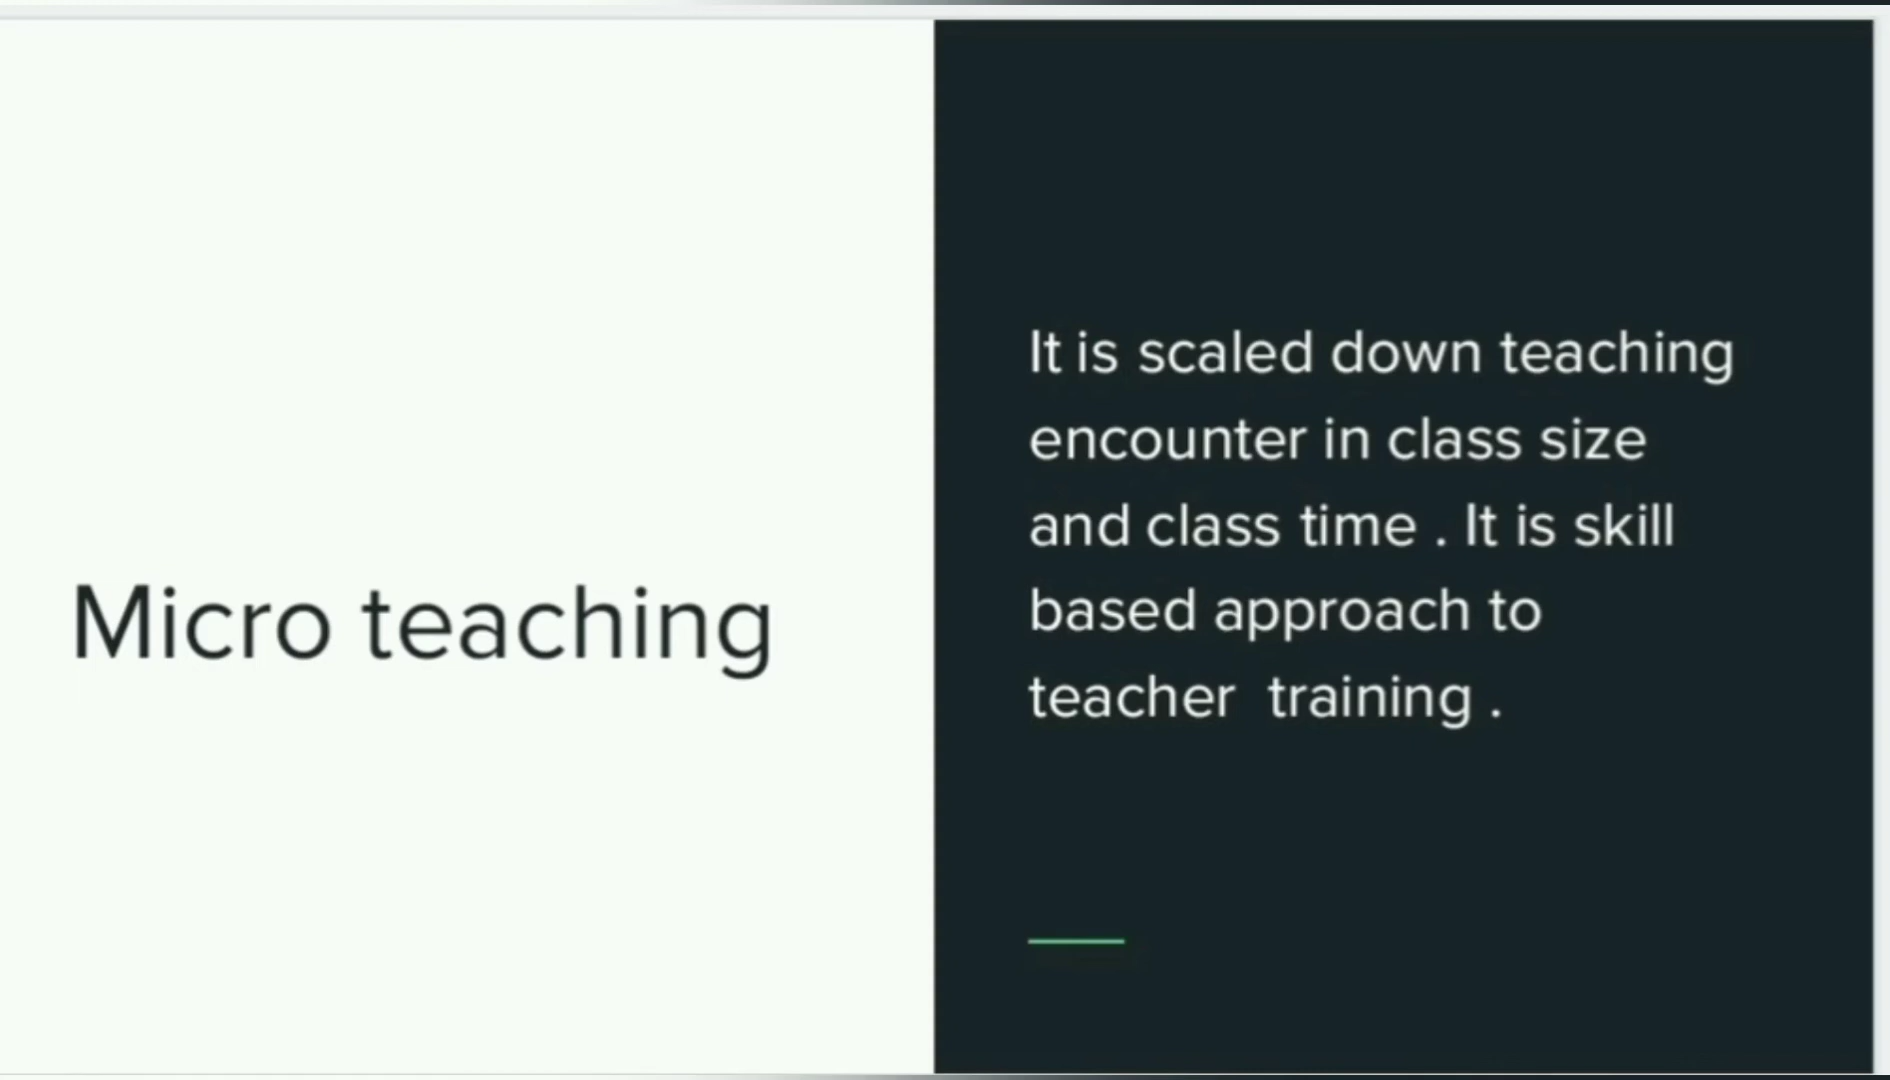 Micro teaching
It is scaled down teaching
encounter in class size
and class time . It is skill
based approach to
teacher  training .